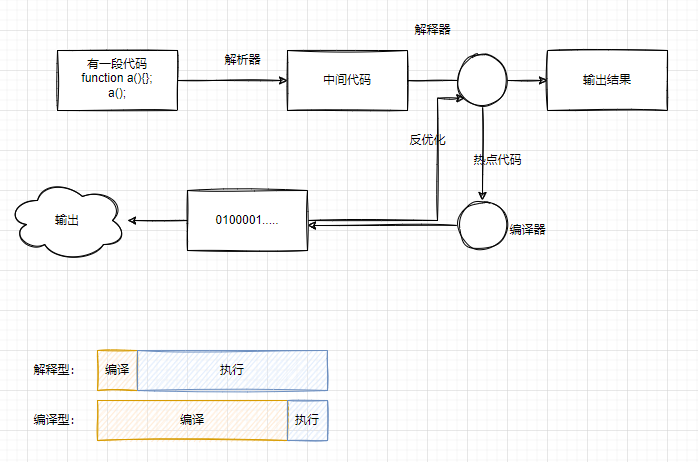 解释器
有一段代码
function a(){};
a();
解析器
中间代码
输出结果
反优化
热点代码
输出
0100001.....
编译器
解释型：
编译
执行
编译型：
编译
执行